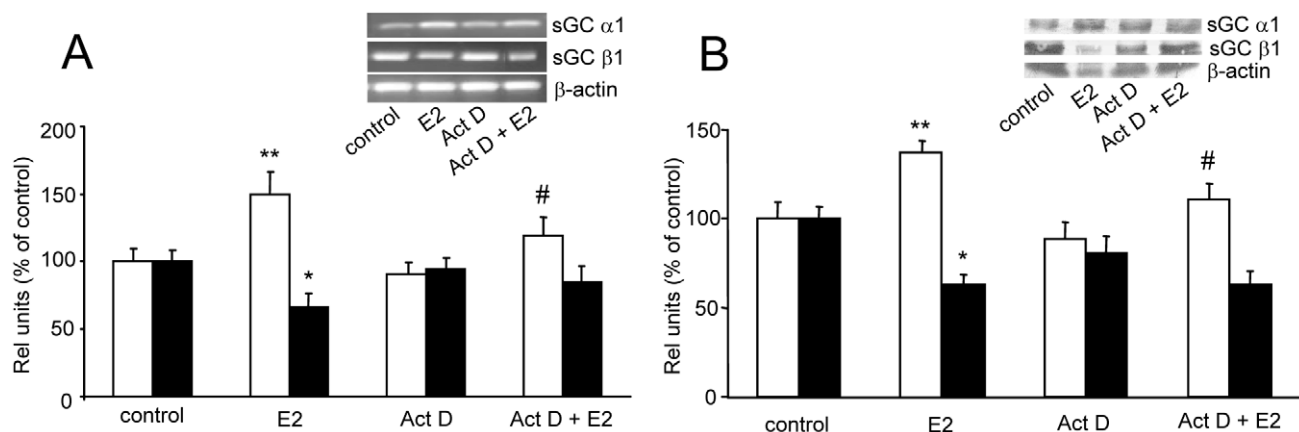 A
sGC α1
sGC β1
β-actin
control
E2
Act D
Act D + E2
Rel units (% of control)
200
150
100
50
0
**
*
#
control
E2
Act D
Act D + E2
B
sGC α1
sGC β1
β-actin
control
E2
Act D
Act D + E2
Rel units (% of control)
150
100
50
0
**
*
#
control
E2
Act D
Act D + E2